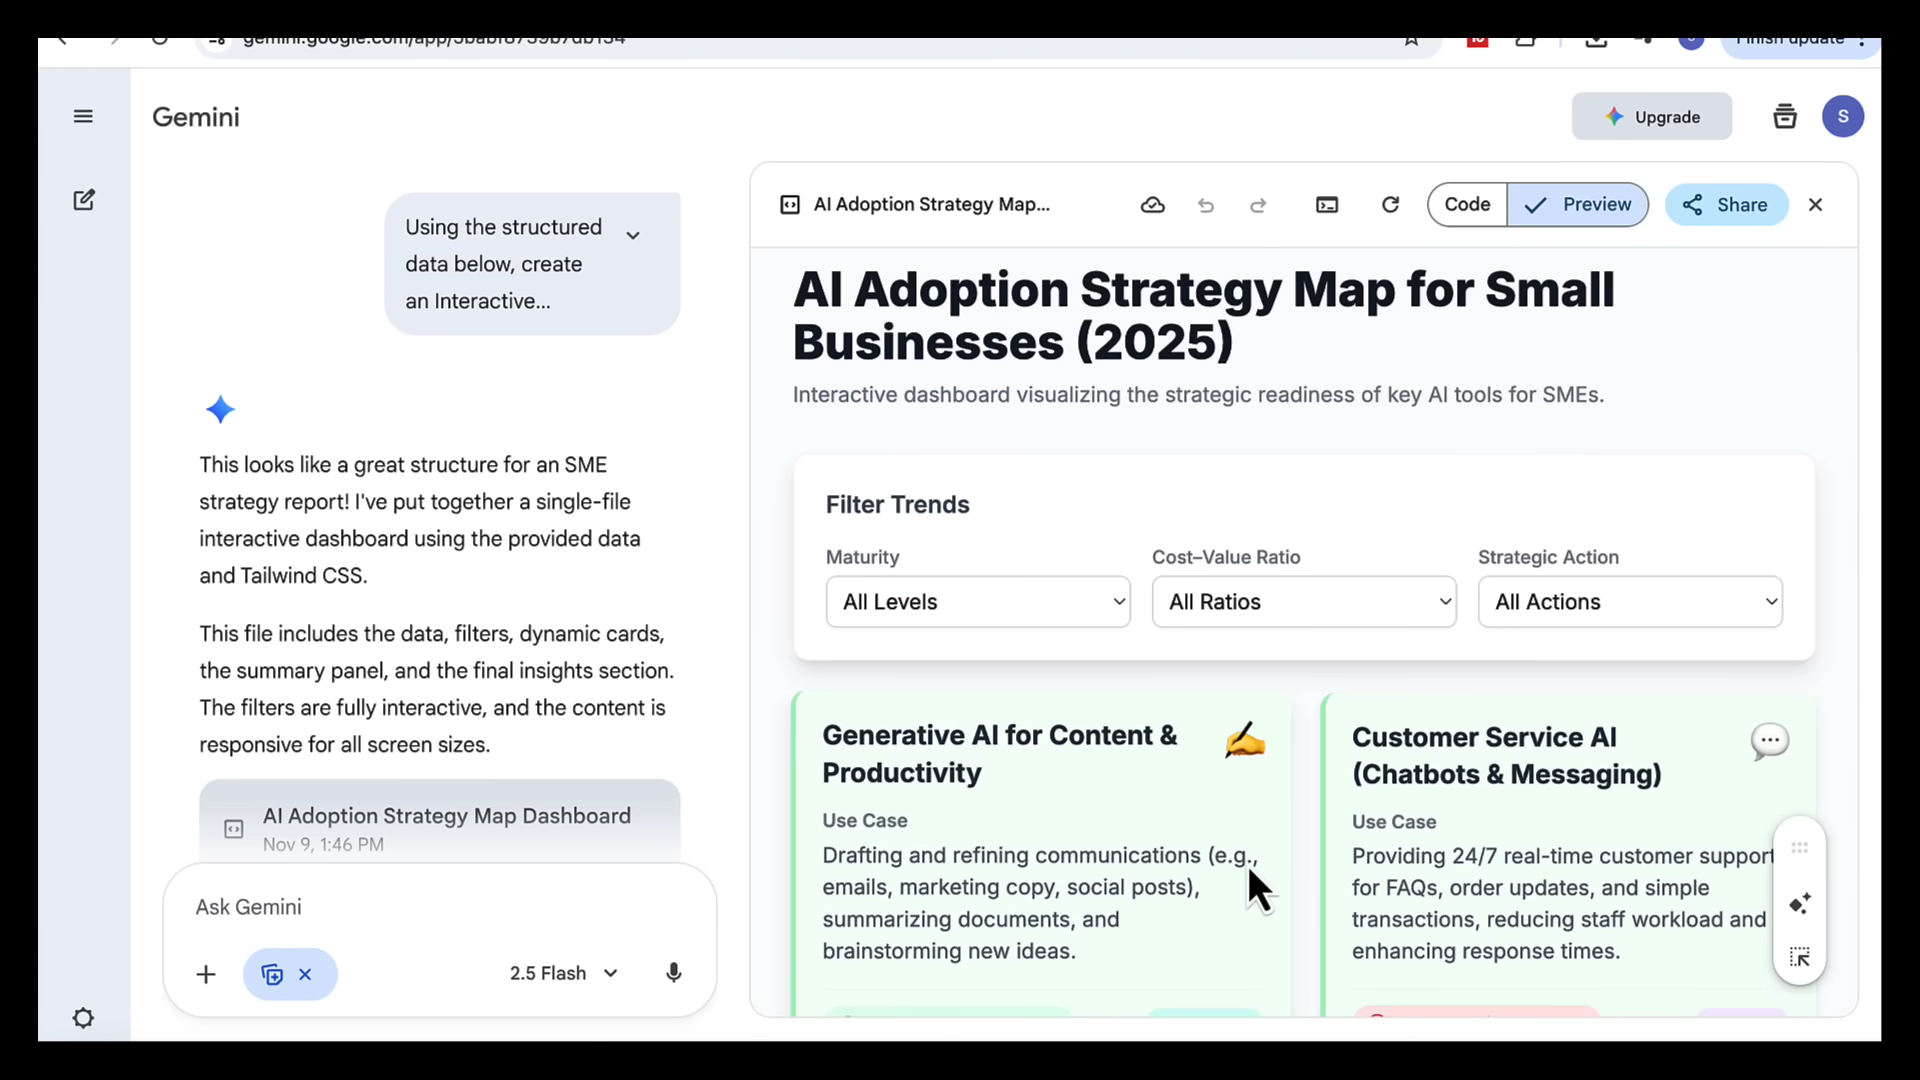 gemini.google.com/app/5babf8739b7db134
Finish update
Gemini
Upgrade
S
Using the structured
data below, create
an Interactive...
This looks like a great structure for an SME
strategy report! I've put together a single-file
interactive dashboard using the provided data
and Tailwind CSS.
This file includes the data, filters, dynamic cards,
the summary panel, and the final insights section.
The filters are fully interactive, and the content is
responsive for all screen sizes.
AI Adoption Strategy Map Dashboard
Nov 9, 1:46 PM
Ask Gemini
2.5 Flash
AI Adoption Strategy Map...
Code
Preview
Share
AI Adoption Strategy Map for Small
Businesses (2025)
Interactive dashboard visualizing the strategic readiness of key AI tools for SMEs.
Filter Trends
Maturity
Cost–Value Ratio
Strategic Action
All Levels
All Ratios
All Actions
Generative AI for Content &
Productivity
Use Case
Drafting and refining communications (e.g.,
emails, marketing copy, social posts),
summarizing documents, and
brainstorming new ideas.
Customer Service AI
(Chatbots & Messaging)
Use Case
Providing 24/7 real-time customer support
for FAQs, order updates, and simple
transactions, reducing staff workload and
enhancing response times.